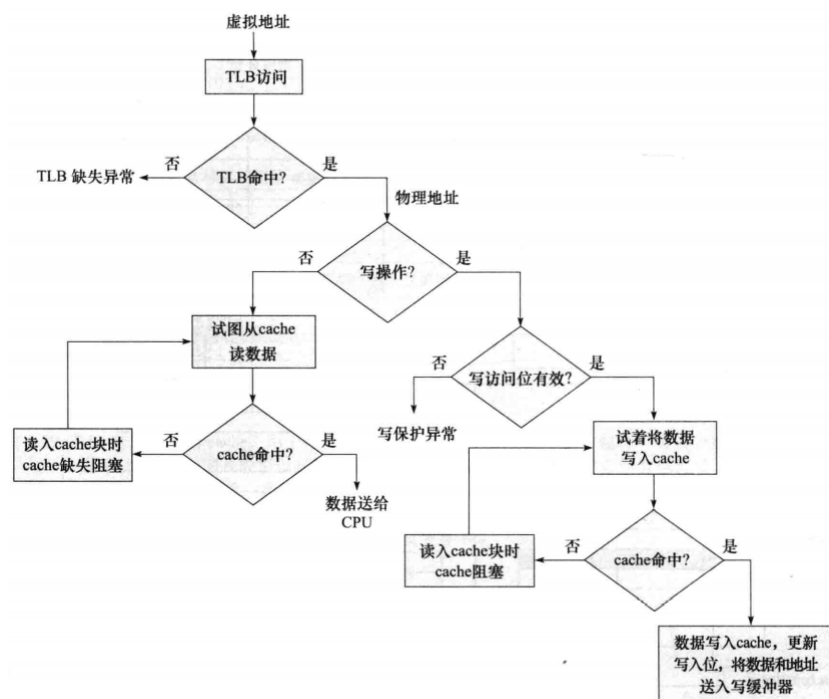 虚拟地址
TLB访问
否
是
TLB 缺失异常
TLB命中?
物理地址
否
是
写操作?
试图从cache
读数据
否
是
写访问位有效?
写保护异常
试着将数据
写入cache
读入cache块时
cache缺失阻塞
否
是
cache命中?
数据送给
CPU
读入cache块时
cache阻塞
否
是
cache命中?
数据写入cache，更新
写入位，将数据和地址
送入写缓冲器